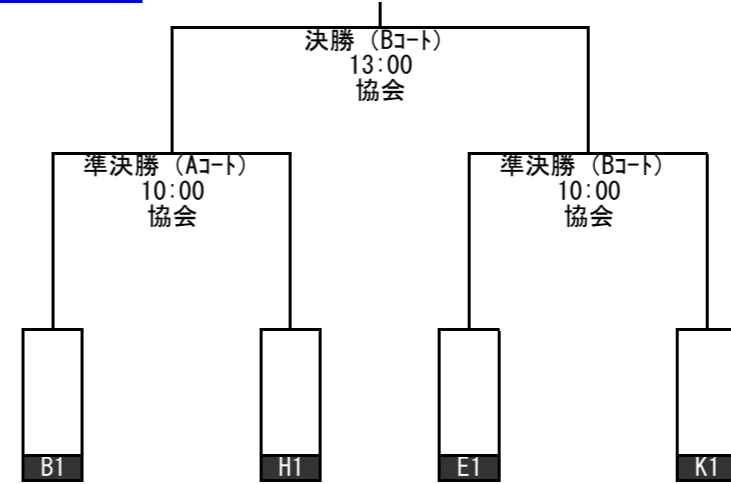 決勝（Bｺｰﾄ）
13:00
協会
準決勝（Aｺｰﾄ）
10:00
協会
準決勝（Bｺｰﾄ）
10:00
協会
B1
H1
E1
K1